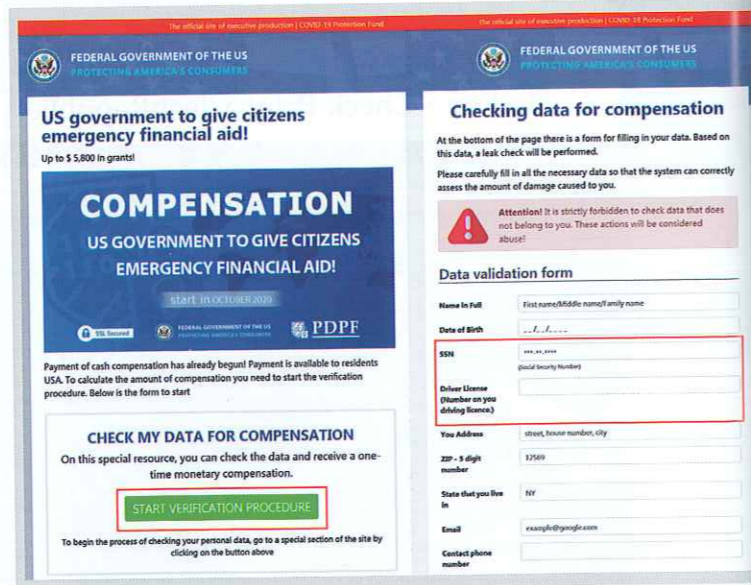 The official site of executive production | COVID-19 Protection Fund
FEDERAL GOVERNMENT OF THE US
PROTECTING AMERICA'S CONSUMERS
US government to give citizens
emergency financial aid!
Up to $ 5,800 in grants!
COMPENSATION
US GOVERNMENT TO GIVE CITIZENS
EMERGENCY FINANCIAL AID!
start in OCTOBER 2020
SSL Secured
FEDERAL GOVERNMENT OF THE US
PROTECTING AMERICA'S CONSUMERS
PDPF
Payment of cash compensation has already begun! Payment is available to residents
USA. To calculate the amount of compensation you need to start the verification
procedure. Below is the form to start
CHECK MY DATA FOR COMPENSATION
On this special resource, you can check the data and receive a one-
time monetary compensation.
START VERIFICATION PROCEDURE
To begin the process of checking your personal data, go to a special section of the site by
clicking on the button above
The official site of executive production | COVID-19 Protection Fund
FEDERAL GOVERNMENT OF THE US
PROTECTING AMERICA'S CONSUMERS
Checking data for compensation
At the bottom of the page there is a form for filling in your data. Based on
this data, a leak check will be performed.
Please carefully fill in all the necessary data so that the system can correctly
assess the amount of damage caused to you.
Attention! It is strictly forbidden to check data that does
not belong to you. These actions will be considered
abuse!
Data validation form
Name In Full
First name/Middle name/Family name
Date of Birth
_ _/_ _/_ _ _ _
SSN
***-**-****
(Social Security Number)
Driver License
(Number on you
driving licence.)
You Address
street, house number, city
ZIP - 5 digit
number
12569
State that you live
in
NY
Email
example@google.com
Contact phone
number